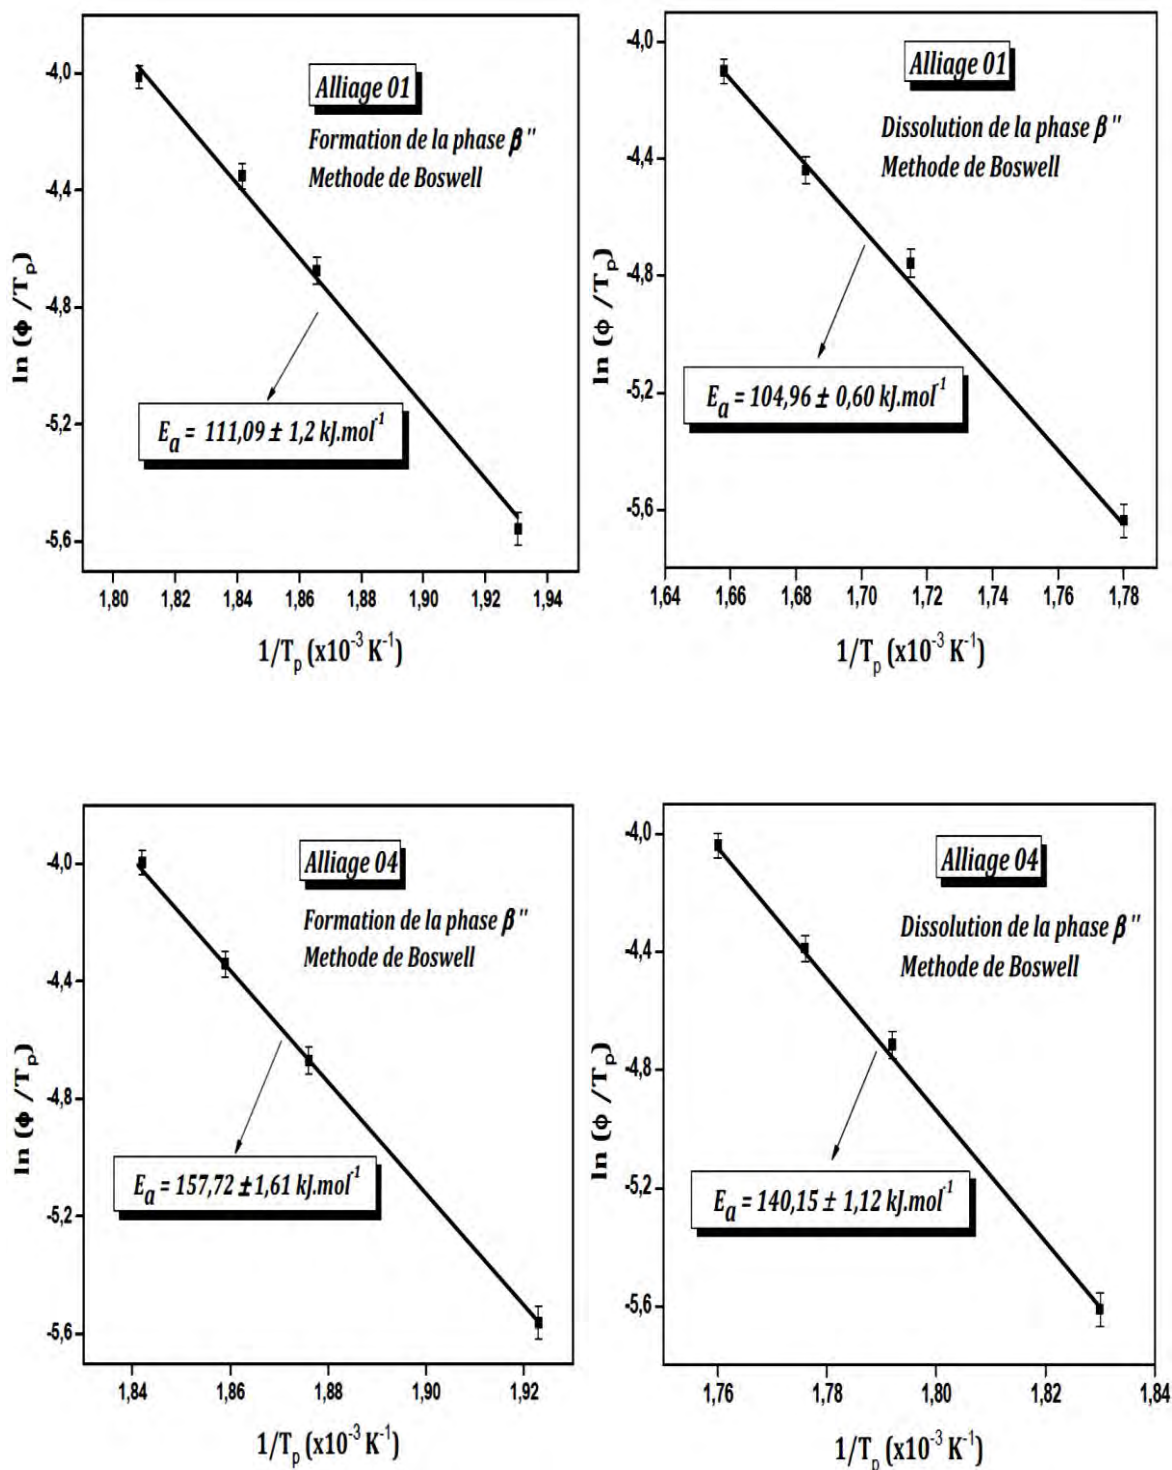 Alliage 01
Formation de la phase β"
Methode de Boswell
ln (ϕ /Tp)
-4,0
-4,4
-4,8
-5,2
-5,6
Ea = 111,09 ± 1,2 kJ.mol-1
1,80 1,82 1,84 1,86 1,88 1,90 1,92 1,94
1/Tp (x10-3 K-1)
Alliage 01
Dissolution de la phase β"
Methode de Boswell
ln (ϕ /Tp)
-4,0
-4,4
-4,8
-5,2
-5,6
Ea = 104,96 ± 0,60 kJ.mol-1
1,64 1,66 1,68 1,70 1,72 1,74 1,76 1,78
1/Tp (x10-3 K-1)
Alliage 04
Formation de la phase β"
Methode de Boswell
ln (ϕ /Tp)
-4,0
-4,4
-4,8
-5,2
-5,6
Ea = 157,72 ±1,61 kJ.mol-1
1,84 1,86 1,88 1,90 1,92
1/Tp (x10-3 K-1)
Alliage 04
Dissolution de la phase β"
Methode de Boswell
ln (ϕ /Tp)
-4,0
-4,4
-4,8
-5,2
-5,6
Ea = 140,15 ± 1,12 kJ.mol-1
1,76 1,78 1,80 1,82 1,84
1/Tp (x10-3 K-1)